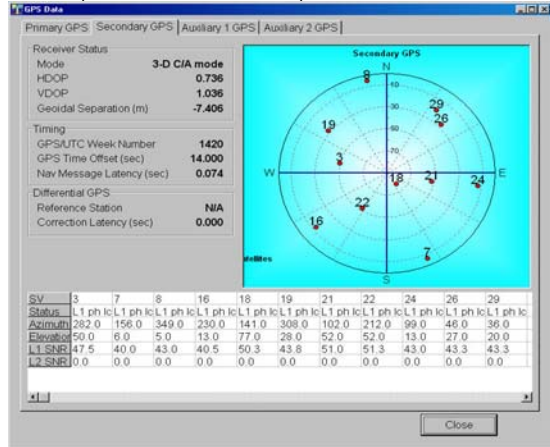 GPS Data
Primary GPS Secondary GPS Auxiliary 1 GPS Auxiliary 2 GPS
Receiver Status
Mode 3-D C/A mode
HDOP 0.736
VDOP 1.036
Geoidal Separation (m) -7.406
Timing
GPS/UTC Week Number 1420
GPS Time Offset (sec) 14.000
Nav Message Latency (sec) 0.074
Differential GPS
Reference Station N/A
Correction Latency (sec) 0.000
Secondary GPS
N
8
10
30
29
26
19
50
70
3
W
E
18
21
24
22
16
7
ellites
S
SV 3 7 8 16 18 19 21 22 24 26 29
Status L1 ph lc L1 ph lc L1 ph lc L1 ph lc L1 ph lc L1 ph lc L1 ph lc L1 ph lc L1 ph lc L1 ph lc L1 ph lc
Azimuth 282.0 156.0 349.0 230.0 141.0 308.0 102.0 212.0 99.0 46.0 36.0
Elevation 50.0 6.0 5.0 13.0 77.0 28.0 52.0 52.0 13.0 27.0 20.0
L1 SNR 47.5 40.0 43.0 40.5 50.3 43.8 51.0 51.3 43.0 43.3 43.3
L2 SNR 0.0 0.0 0.0 0.0 0.0 0.0 0.0 0.0 0.0 0.0 0.0
Close